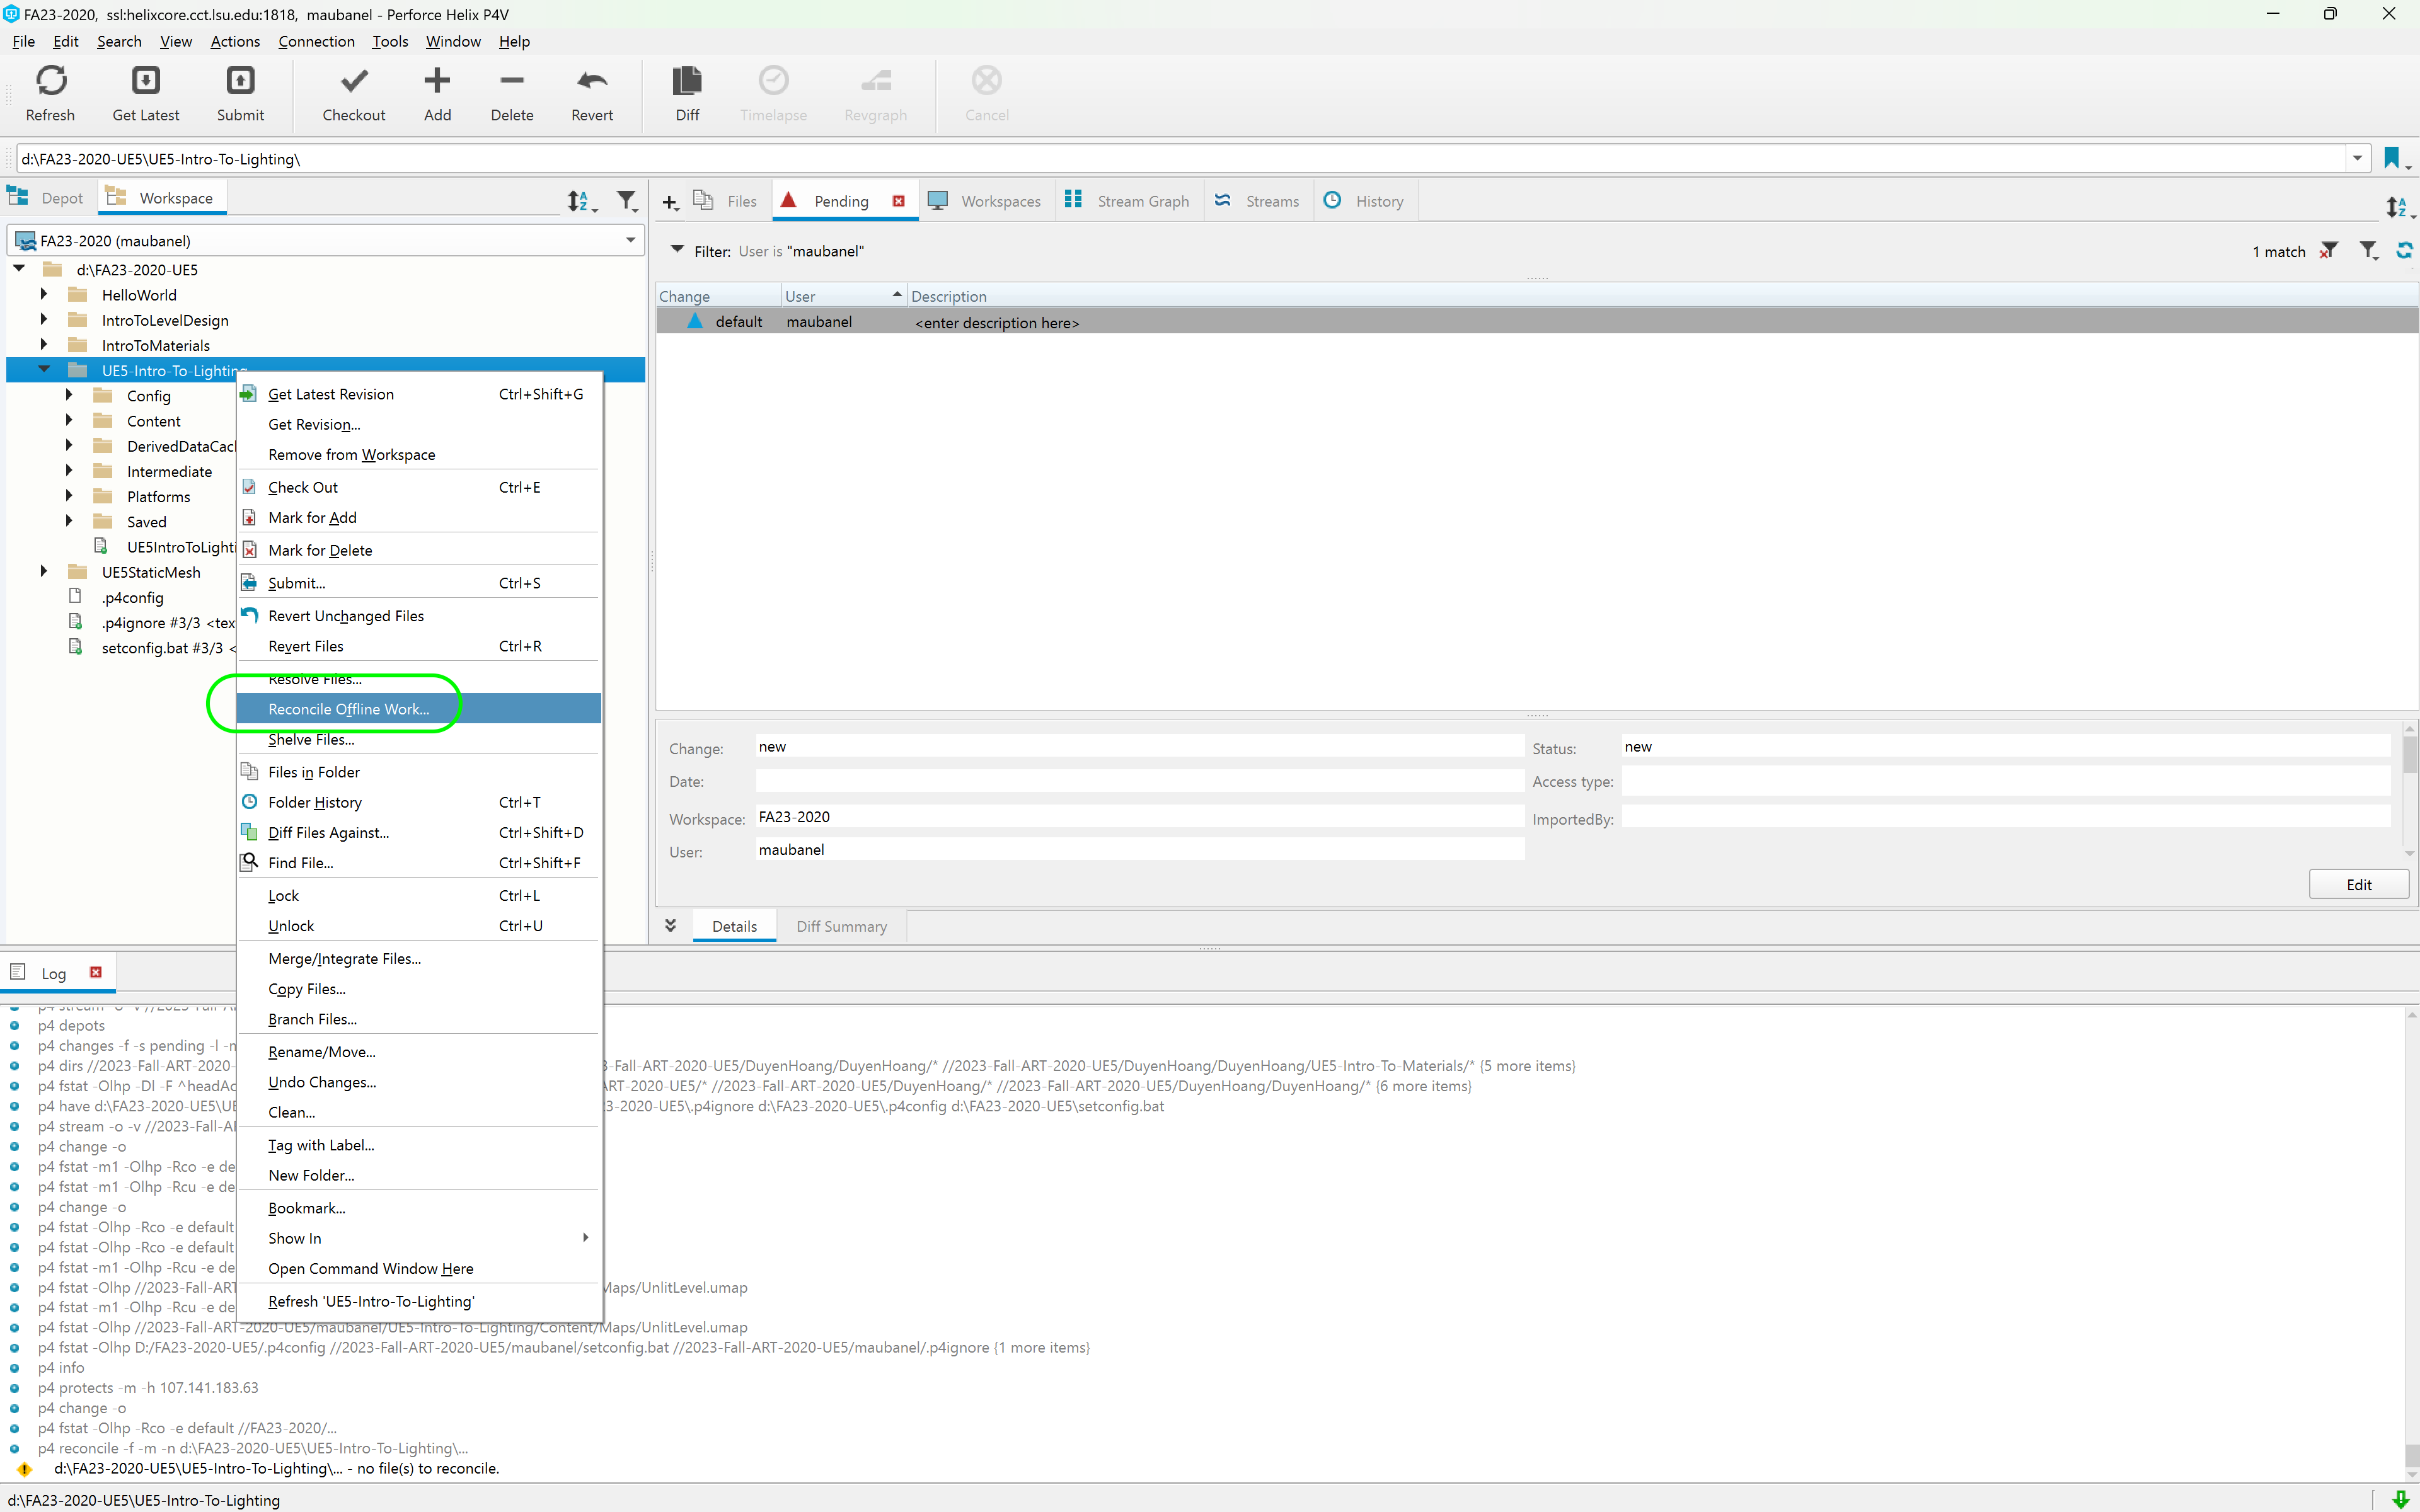 FA23-2020, ssl:helixcore.cct.lsu.edu:1818, maubanel - Perforce Helix P4V
File Edit Search View Actions Connection Tools Window Help
Refresh Get Latest Submit Checkout Add Delete Revert Diff Timelapse Revgraph Cancel
d:\FA23-2020-UE5\UE5-Intro-To-Lighting\
Depot Workspace
FA23-2020 (maubanel)
d:\FA23-2020-UE5
HelloWorld
IntroToLevelDesign
IntroToMaterials
UE5-Intro-To-Lighting
Config
Content
DerivedDataCacl
Intermediate
Platforms
Saved
UE5IntroToLighti
UE5StaticMesh
.p4config
.p4ignore #3/3 <tex
setconfig.bat #3/3 <
Get Latest Revision Ctrl+Shift+G
Get Revision...
Remove from Workspace
Check Out Ctrl+E
Mark for Add
Mark for Delete
Submit... Ctrl+S
Revert Unchanged Files
Revert Files Ctrl+R
Resolve Files...
Reconcile Offline Work...
Shelve Files...
Files in Folder
Folder History Ctrl+T
Diff Files Against... Ctrl+Shift+D
Find File... Ctrl+Shift+F
Lock Ctrl+L
Unlock Ctrl+U
Merge/Integrate Files...
Copy Files...
Branch Files...
Rename/Move...
Undo Changes...
Clean...
Tag with Label...
New Folder...
Bookmark...
Show In
Open Command Window Here
Refresh 'UE5-Intro-To-Lighting'
Files Pending Workspaces Stream Graph Streams History
Filter: User is "maubanel" 1 match
Change User Description
default maubanel <enter description here>
Change: new Status: new
Date: Access type:
Workspace: FA23-2020 ImportedBy:
User: maubanel
Edit
Details Diff Summary
Log
p4 depots
p4 changes -f -s pending -l -n
p4 dirs //2023-Fall-ART-2020- 3-Fall-ART-2020-UE5/DuyenHoang/DuyenHoang/* //2023-Fall-ART-2020-UE5/DuyenHoang/DuyenHoang/UE5-Intro-To-Materials/* {5 more items}
p4 fstat -Olhp -Dl -F ^headAc ART-2020-UE5/* //2023-Fall-ART-2020-UE5/DuyenHoang/* //2023-Fall-ART-2020-UE5/DuyenHoang/DuyenHoang/* {6 more items}
p4 have d:\FA23-2020-UE5\UE 3-2020-UE5\.p4ignore d:\FA23-2020-UE5\.p4config d:\FA23-2020-UE5\setconfig.bat
p4 stream -o -v //2023-Fall-AI
p4 change -o
p4 fstat -m1 -Olhp -Rco -e de
p4 fstat -m1 -Olhp -Rcu -e de
p4 change -o
p4 fstat -Olhp -Rco -e default
p4 fstat -Olhp -Rco -e default
p4 fstat -m1 -Olhp -Rcu -e de
p4 fstat -Olhp //2023-Fall-ART Maps/UnlitLevel.umap
p4 fstat -m1 -Olhp -Rcu -e de
p4 fstat -Olhp //2023-Fall-ART-2020-UE5/maubanel/UE5-Intro-To-Lighting/Content/Maps/UnlitLevel.umap
p4 fstat -Olhp D:/FA23-2020-UE5/.p4config //2023-Fall-ART-2020-UE5/maubanel/setconfig.bat //2023-Fall-ART-2020-UE5/maubanel/.p4ignore {1 more items}
p4 info
p4 protects -m -h 107.141.183.63
p4 change -o
p4 fstat -Olhp -Rco -e default //FA23-2020/...
p4 reconcile -f -m -n d:\FA23-2020-UE5\UE5-Intro-To-Lighting\...
d:\FA23-2020-UE5\UE5-Intro-To-Lighting\... - no file(s) to reconcile.
d:\FA23-2020-UE5\UE5-Intro-To-Lighting